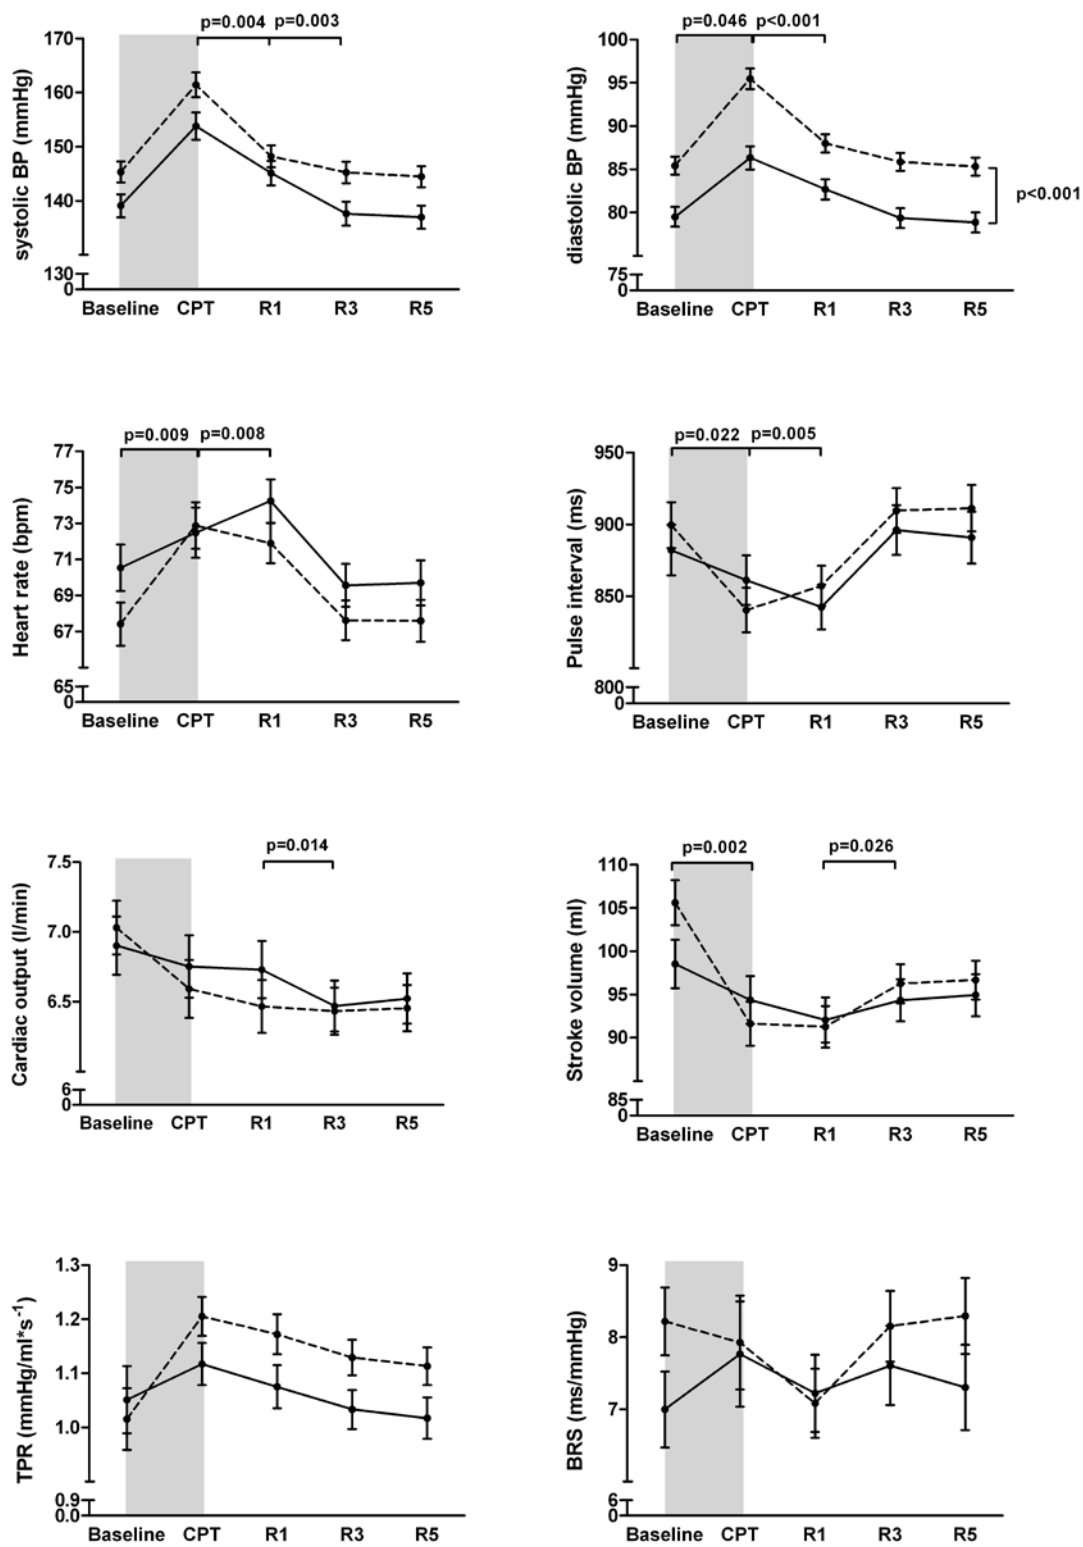 p=0.004 p=0.003
systolic BP (mmHg)
170
160
150
140
130
0
Baseline CPT R1 R3 R5
p=0.046 p<0.001
diastolic BP (mmHg)
100
95
90
85
80
75
0
p<0.001
Baseline CPT R1 R3 R5
p=0.009 p=0.008
Heart rate (bpm)
77
75
73
71
69
67
65
0
Baseline CPT R1 R3 R5
p=0.022 p=0.005
Pulse interval (ms)
950
900
850
800
0
Baseline CPT R1 R3 R5
p=0.014
Cardiac output (l/min)
7.5
7.0
6.5
6
0
Baseline CPT R1 R3 R5
p=0.002 p=0.026
Stroke volume (ml)
110
105
100
95
90
85
0
Baseline CPT R1 R3 R5
TPR (mmHg/ml*s⁻¹)
1.3
1.2
1.1
1.0
0.9
0.0
Baseline CPT R1 R3 R5
BRS (ms/mmHg)
9
8
7
6
0
Baseline CPT R1 R3 R5